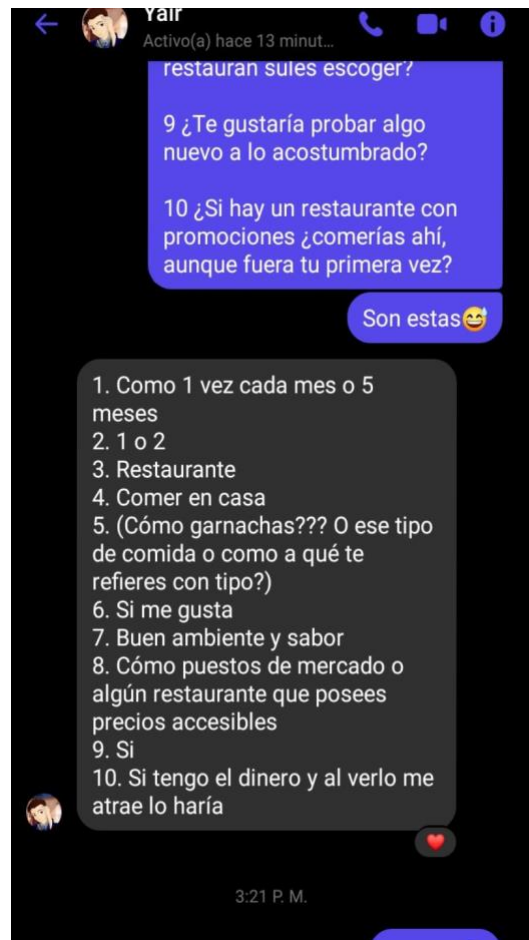 Yair
Activo(a) hace 13 minut...
restauran sules escoger?
9 ¿Te gustaría probar algo
nuevo a lo acostumbrado?
10 ¿Si hay un restaurante con
promociones ¿comerías ahí,
aunque fuera tu primera vez?
Son estas😅
1. Como 1 vez cada mes o 5
meses
2. 1 o 2
3. Restaurante
4. Comer en casa
5. (Cómo garnachas??? O ese tipo
de comida o como a qué te
refieres con tipo?)
6. Si me gusta
7. Buen ambiente y sabor
8. Cómo puestos de mercado o
algún restaurante que posees
precios accesibles
9. Si
10. Si tengo el dinero y al verlo me
atrae lo haría
3:21 P. M.